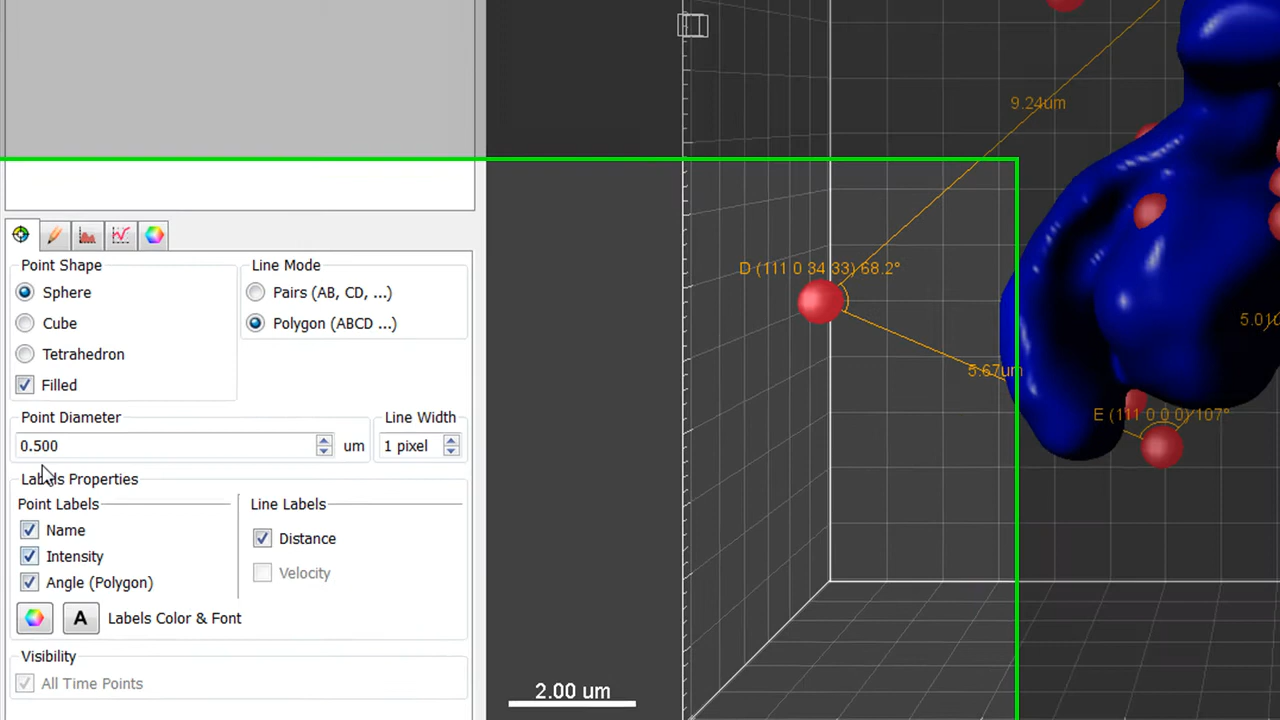 9.24um
Point Shape
Line Mode
Sphere
Pairs (AB, CD, ...)
Cube
Polygon (ABCD ...)
Tetrahedron
Filled
D (111 0 34 33) 68.2°
5.67um
Point Diameter
Line Width
0.500
um
1 pixel
E (111 0 0 0) 107°
Labels Properties
Point Labels
Line Labels
Name
Distance
Intensity
Velocity
Angle (Polygon)
A
Labels Color & Font
Visibility
All Time Points
2.00 um